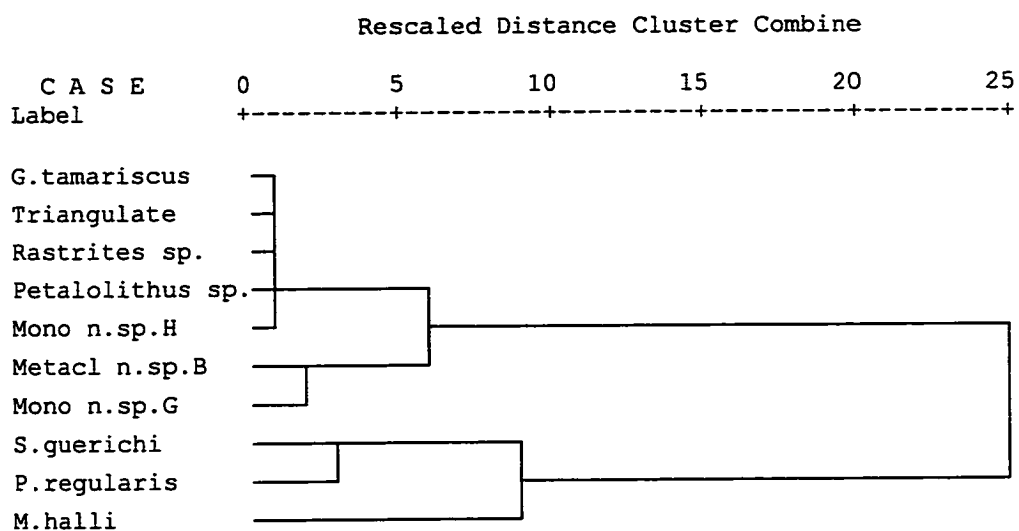 Rescaled Distance Cluster Combine
C A S E 0 5 10 15 20 25
Label +---------+---------+---------+---------+---------+
G.tamariscus
Triangulate
Rastrites sp.
Petalolithus sp.
Mono n.sp.H
Metacl n.sp.B
Mono n.sp.G
S.guerichi
P.regularis
M.halli